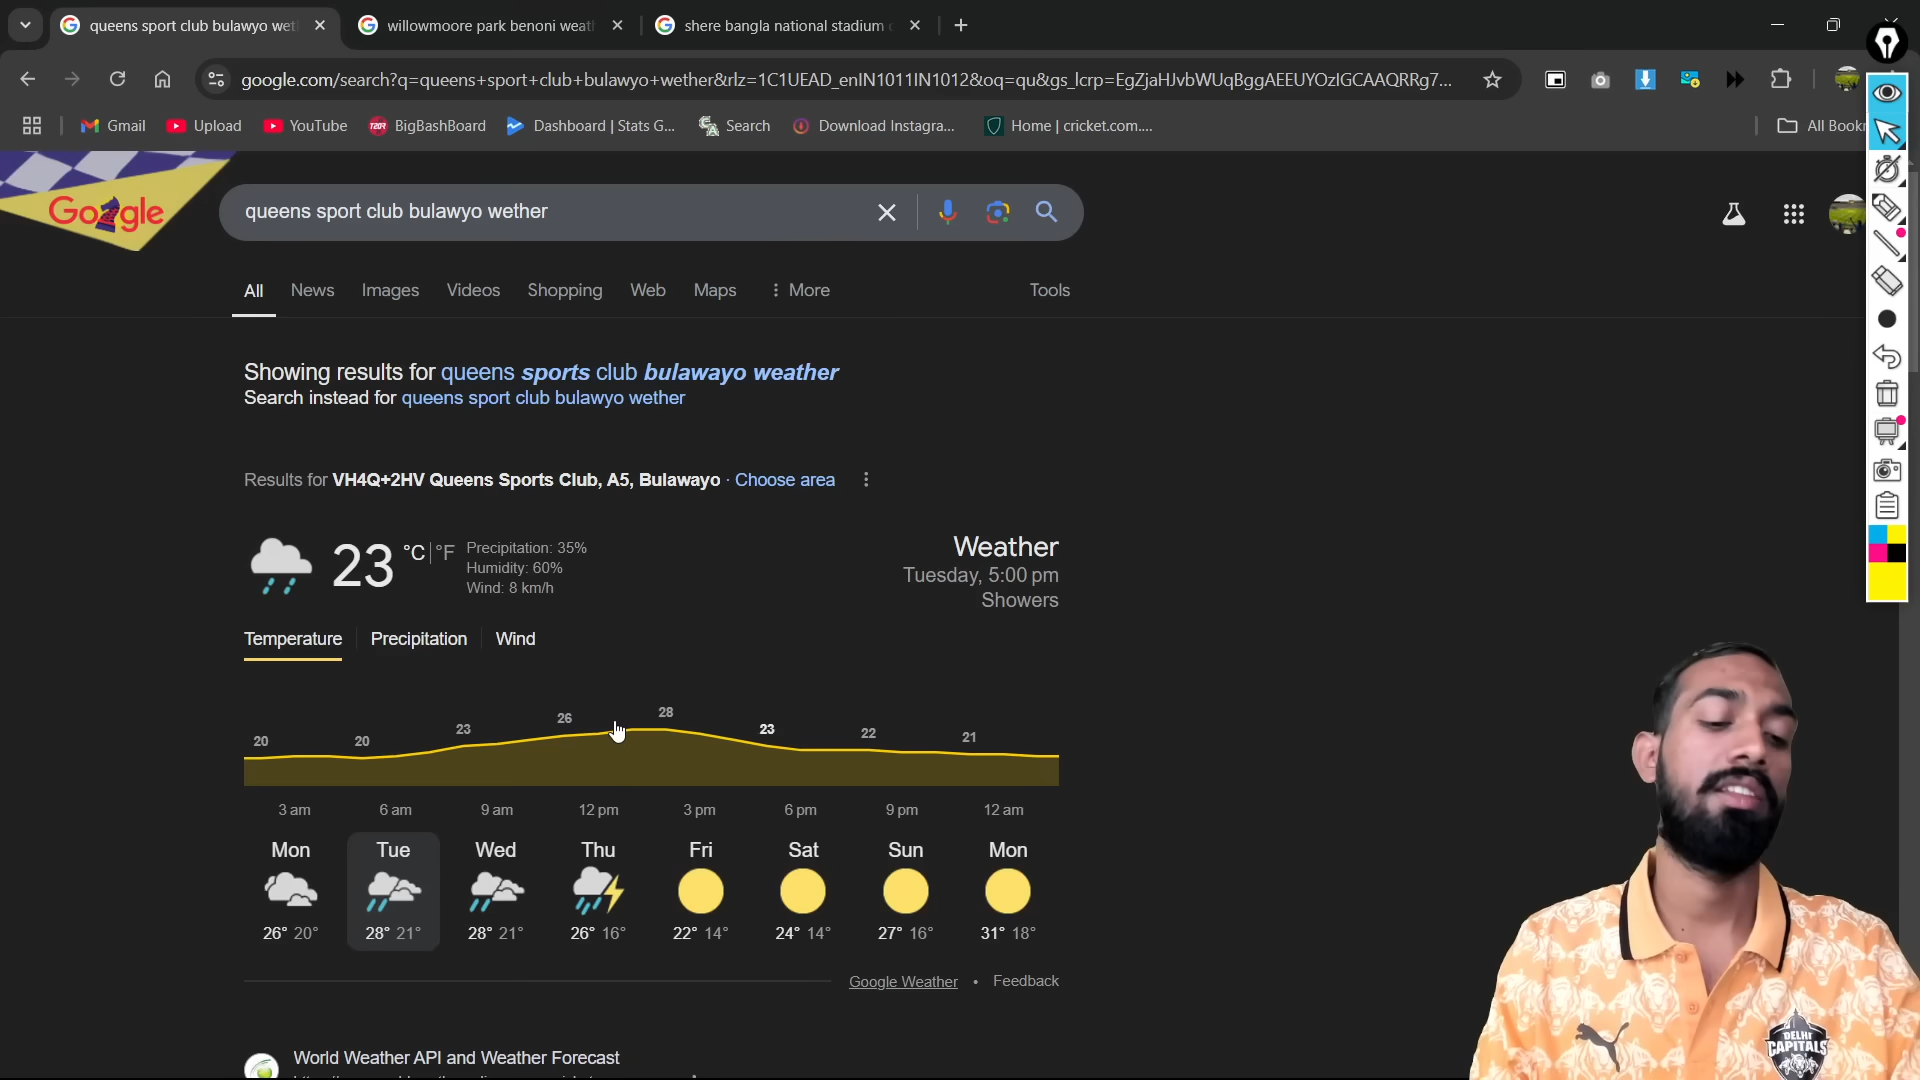 queens sport club bulawyo wet
willowmoore park benoni weat
shere bangla national stadium
google.com/search?q=queens+sport+club+bulawyo+wether&rlz=1C1UEAD_enIN1011IN1012&oq=qu&gs_lcrp=EgZjaHJvbWUqBggAEEUYOzIGCAAQRRg7...
Gmail
Upload
YouTube
BigBashBoard
Dashboard | Stats G...
Search
Download Instagra...
Home | cricket.com....
All Book
Google
queens sport club bulawyo wether
All
News
Images
Videos
Shopping
Web
Maps
More
Tools
Showing results for queens sports club bulawayo weather
Search instead for queens sport club bulawyo wether
Results for VH4Q+2HV Queens Sports Club, A5, Bulawayo · Choose area
23 °C | °F
Precipitation: 35%
Humidity: 60%
Wind: 8 km/h
Weather
Tuesday, 5:00 pm
Showers
Temperature
Precipitation
Wind
20 20 23 26 28 23 22 21
3 am 6 am 9 am 12 pm 3 pm 6 pm 9 pm 12 am
Mon Tue Wed Thu Fri Sat Sun Mon
26° 20° 28° 21° 28° 21° 26° 16° 22° 14° 24° 14° 27° 16° 31° 18°
Google Weather • Feedback
World Weather API and Weather Forecast
DELHI
CAPITALS